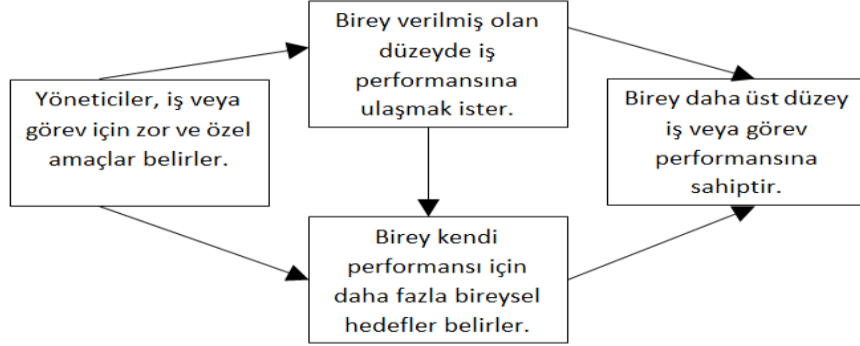 Birey verilmiş olan
düzeyde iş
performansına
ulaşmak ister.
Yöneticiler, iş veya
görev için zor ve özel
amaçlar belirler.
Birey daha üst düzey
iş veya görev
performansına
sahiptir.
Birey kendi
performansı için
daha fazla bireysel
hedefler belirler.